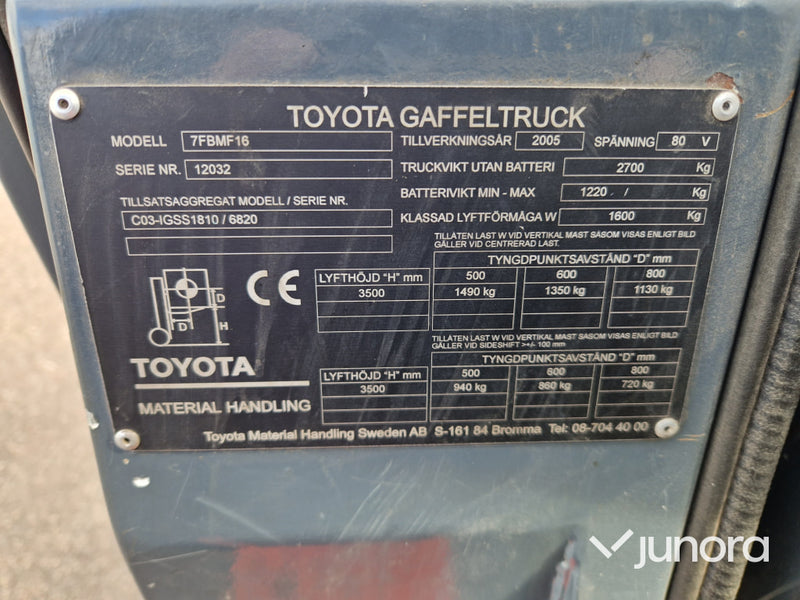 TOYOTA GAFFELTRUCK
MODELL 7FBMF16 TILLVERKNINGSÅR 2005 SPÄNNING 80 V
SERIE NR. 12032 TRUCKVIKT UTAN BATTERI 2700 Kg
BATTERIVIKT MIN - MAX 1220 / Kg
TILLSATSAGGREGAT MODELL / SERIE NR.
C03-IGSS1810 / 6820 KLASSAD LYFTFÖRMÅGA W 1600 Kg
TILLÅTEN LAST W VID VERTIKAL MAST SÅSOM VISAS ENLIGT BILD
GÄLLER VID CENTRERAD LAST.
TYNGDPUNKTSAVSTÅND "D" mm
LYFTHÖJD "H" mm 500 600 800
3500 1490 kg 1350 kg 1130 kg
D
D H
CE
TILLÅTEN LAST W VID VERTIKAL MAST SÅSOM VISAS ENLIGT BILD
GÄLLER VID SIDESHIFT >+/- 100 mm
TYNGDPUNKTSAVSTÅND "D" mm
LYFTHÖJD "H" mm 500 600 800
3500 940 kg 860 kg 720 kg
TOYOTA
MATERIAL HANDLING
Toyota Material Handling Sweden AB S-161 84 Bromma Tel: 08-704 40 00
junora